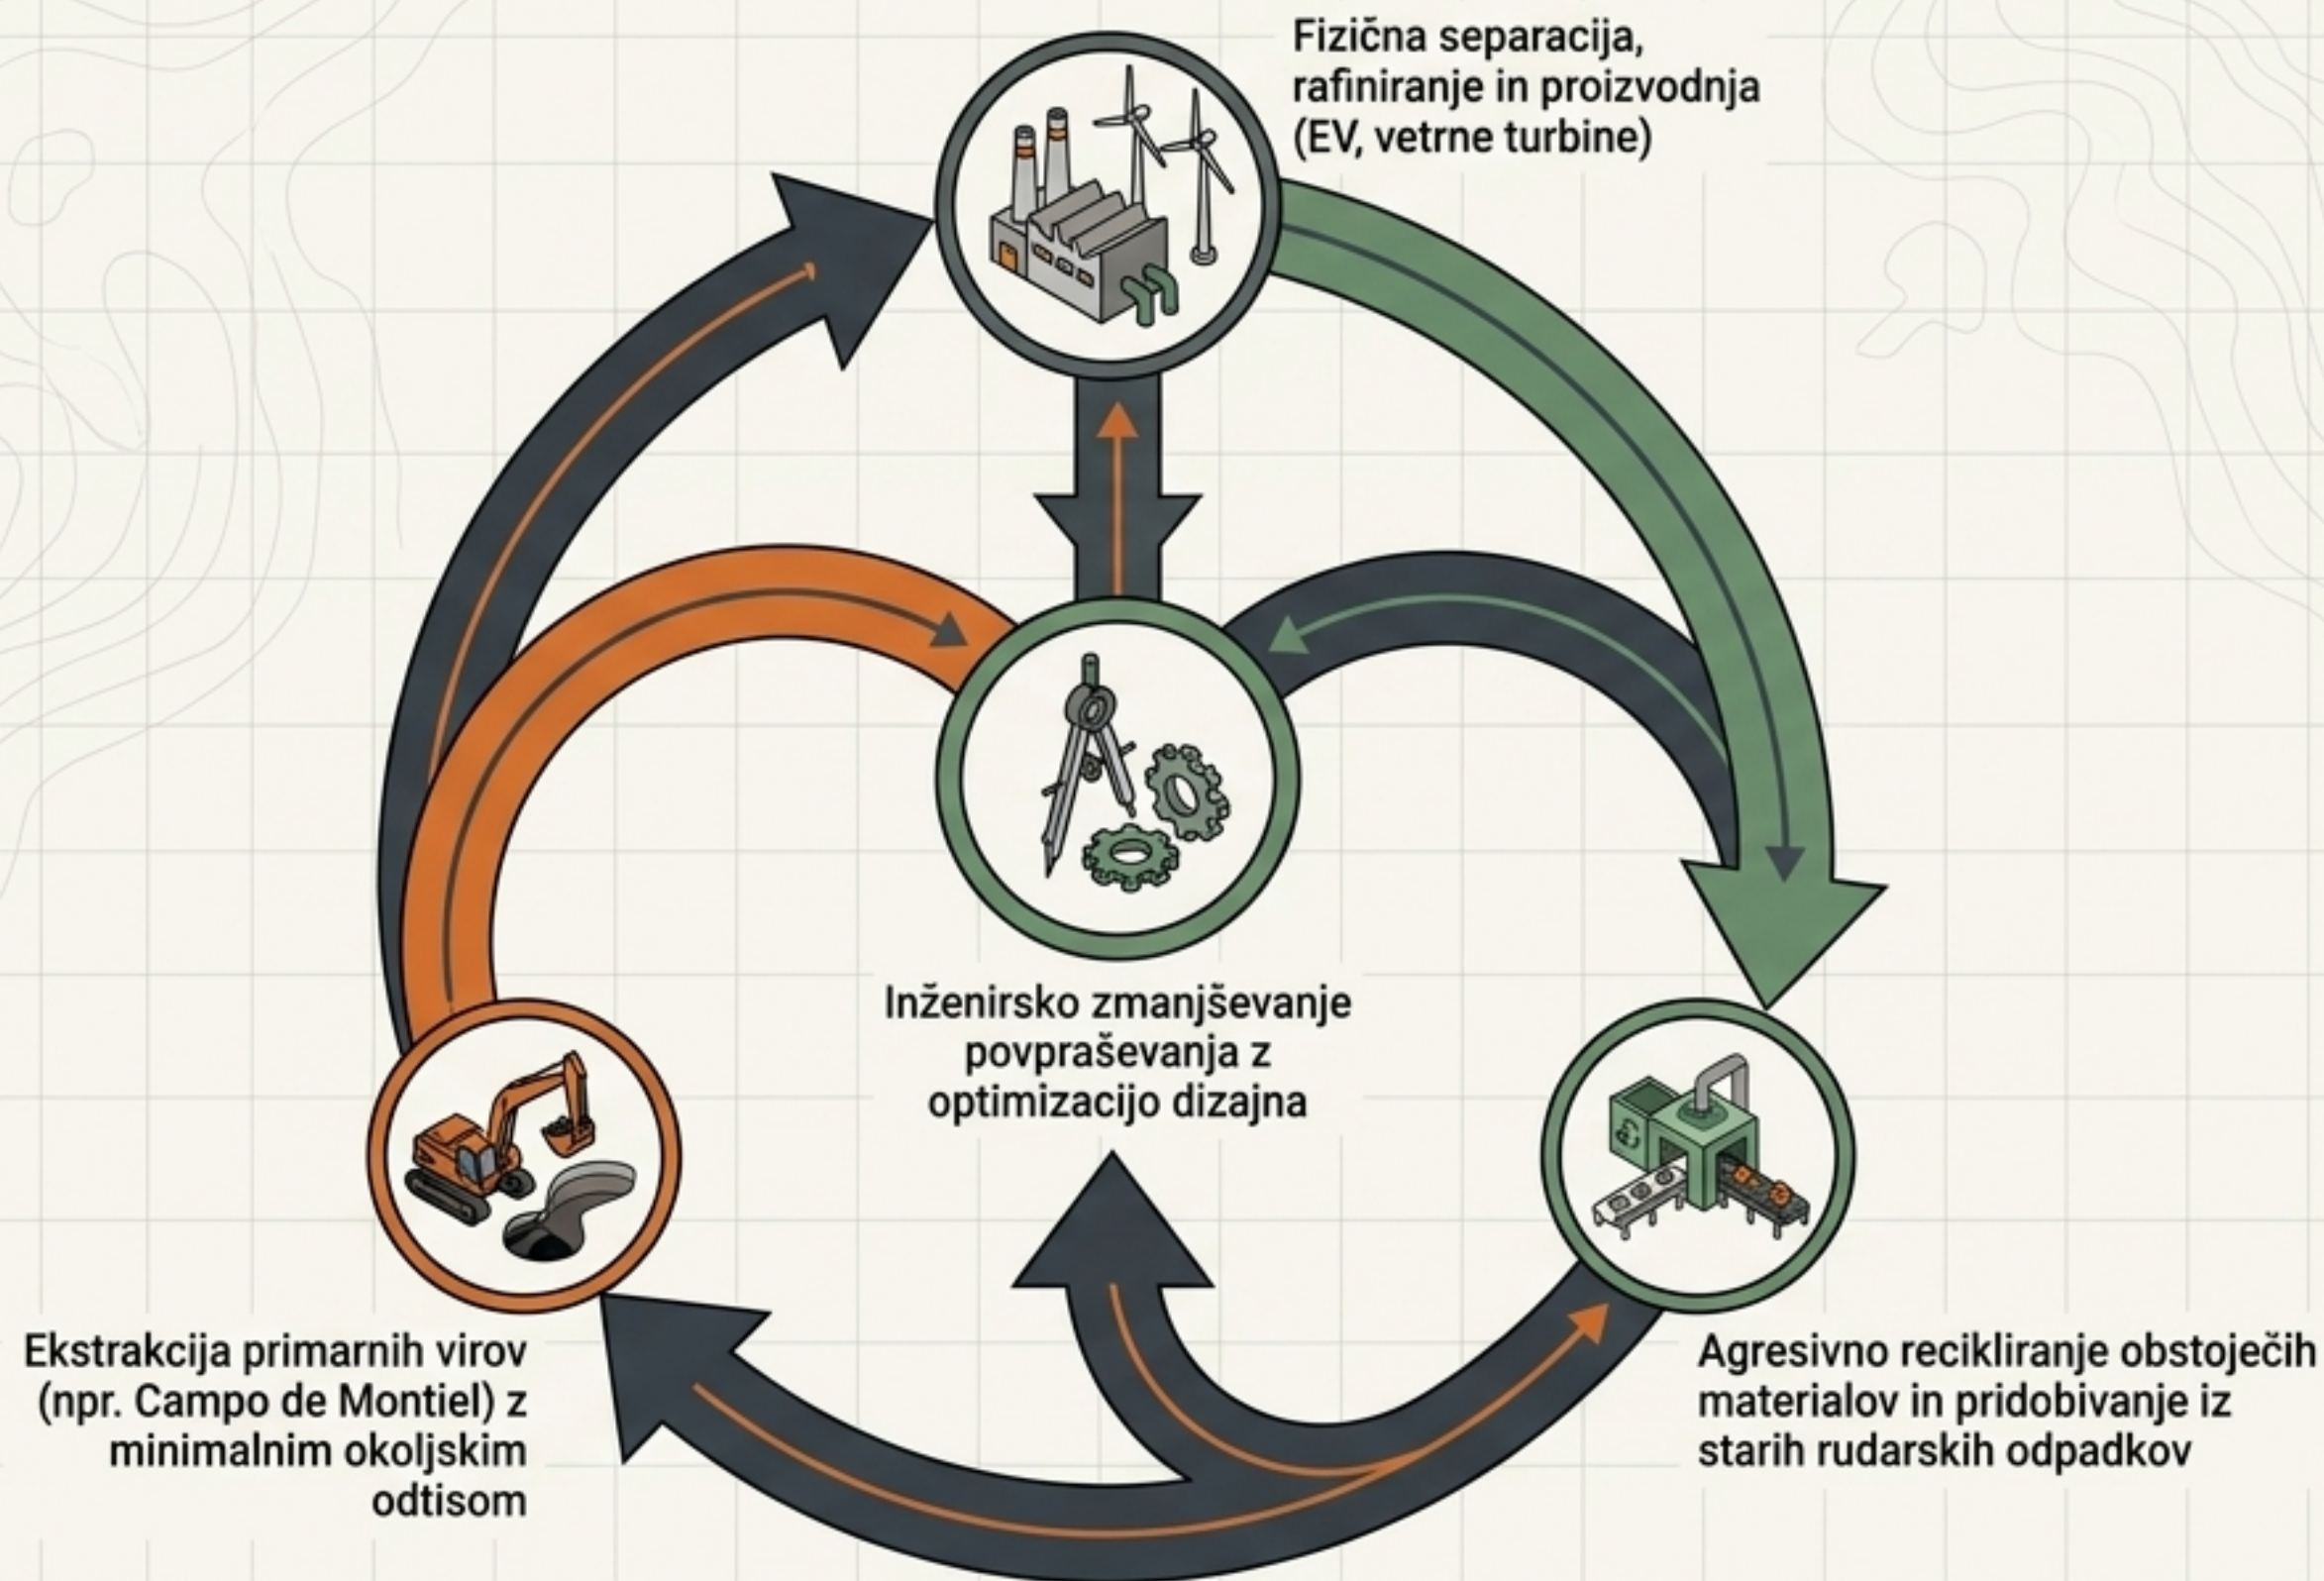 Fizična separacija,
rafiniranje in proizvodnja
(EV, vetrne turbine)
Inženirsko zmanjševanje
povpraševanja z
optimizacijo dizajna
Ekstrakcija primarnih virov
(npr. Campo de Montiel) z
minimalnim okoljskim
odtisom
Agresivno recikliranje obstoječih
materialov in pridobivanje iz
starih rudarskih odpadkov